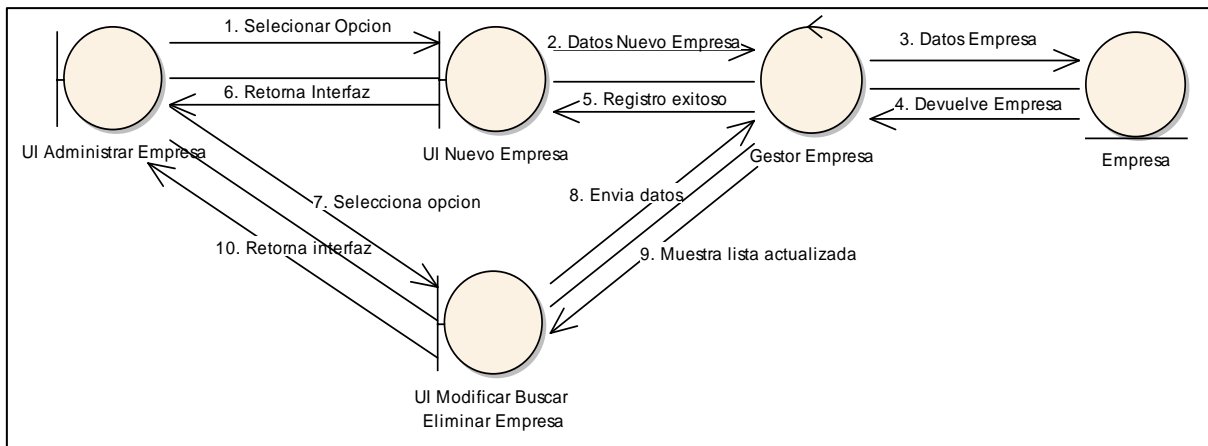 1. Selecionar Opcion
2. Datos Nuevo Empresa
3. Datos Empresa
6. Retorna Interfaz
5. Registro exitoso
4. Devuelve Empresa
UI Administrar Empresa
UI Nuevo Empresa
Gestor Empresa
Empresa
7. Selecciona opcion
8. Envia datos
10. Retorna interfaz
9. Muestra lista actualizada
UI Modificar Buscar
Eliminar Empresa